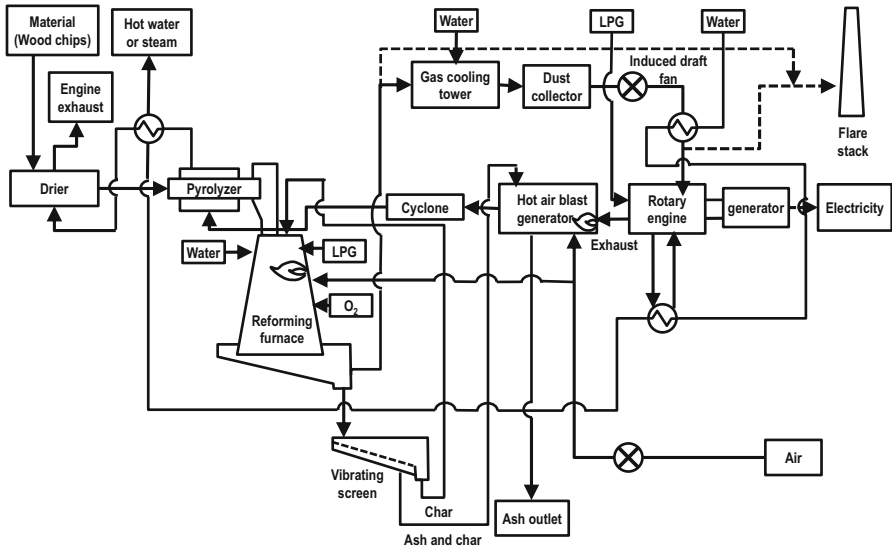 Material
(Wood chips)
Hot water
or steam
Water
LPG
Water
Engine
exhaust
Gas cooling
tower
Dust
collector
Induced draft
fan
Flare
stack
Drier
Pyrolyzer
Cyclone
Hot air blast
generator
Rotary
engine
generator
Electricity
Exhaust
Water
LPG
O2
Reforming
furnace
Vibrating
screen
Char
Ash and char
Ash outlet
Air